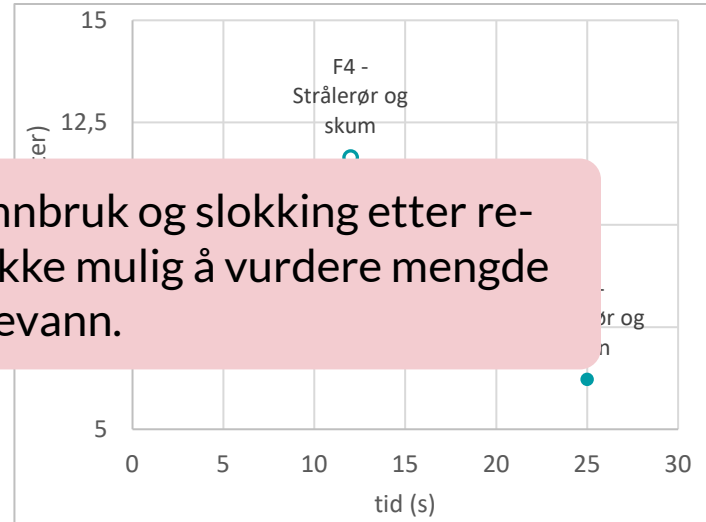 15
F4 -
Strålerør og
skum
12,5
nnbruk og slokking etter re-
kke mulig å vurdere mengde
evann.
ør og
5
0 5 10 15 20 25 30
tid (s)